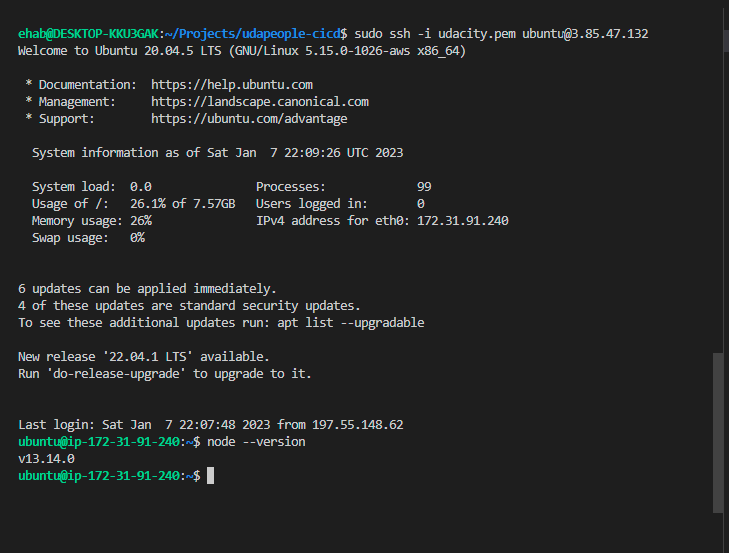 ehab@DESKTOP-KKU3GAK:~/Projects/udapeople-cicd$ sudo ssh -i udacity.pem ubuntu@3.85.47.132
Welcome to Ubuntu 20.04.5 LTS (GNU/Linux 5.15.0-1026-aws x86_64)
* Documentation:  https://help.ubuntu.com
* Management:     https://landscape.canonical.com
* Support:        https://ubuntu.com/advantage
System information as of Sat Jan  7 22:09:26 UTC 2023
System load:  0.0                Processes:             99
Usage of /:   26.1% of 7.57GB   Users logged in:       0
Memory usage: 26%               IPv4 address for eth0: 172.31.91.240
Swap usage:   0%
6 updates can be applied immediately.
4 of these updates are standard security updates.
To see these additional updates run: apt list --upgradable
New release '22.04.1 LTS' available.
Run 'do-release-upgrade' to upgrade to it.
Last login: Sat Jan  7 22:07:48 2023 from 197.55.148.62
ubuntu@ip-172-31-91-240:~$ node --version
v13.14.0
ubuntu@ip-172-31-91-240:~$